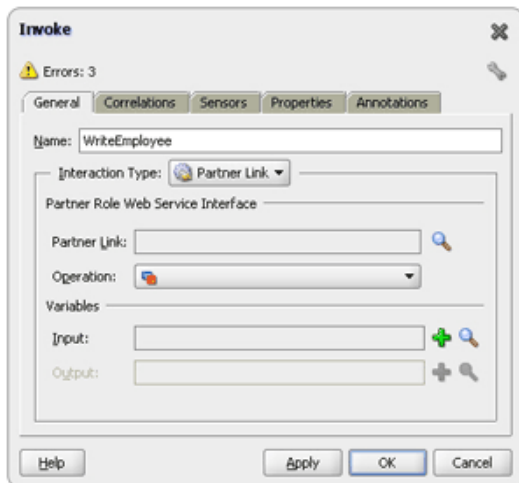 Invoke
Errors: 3
General Correlations Sensors Properties Annotations
Name: WriteEmployee
Interaction Type: Partner Link
Partner Role Web Service Interface
Partner Link:
Operation:
Variables
Input:
Output:
Help Apply OK Cancel